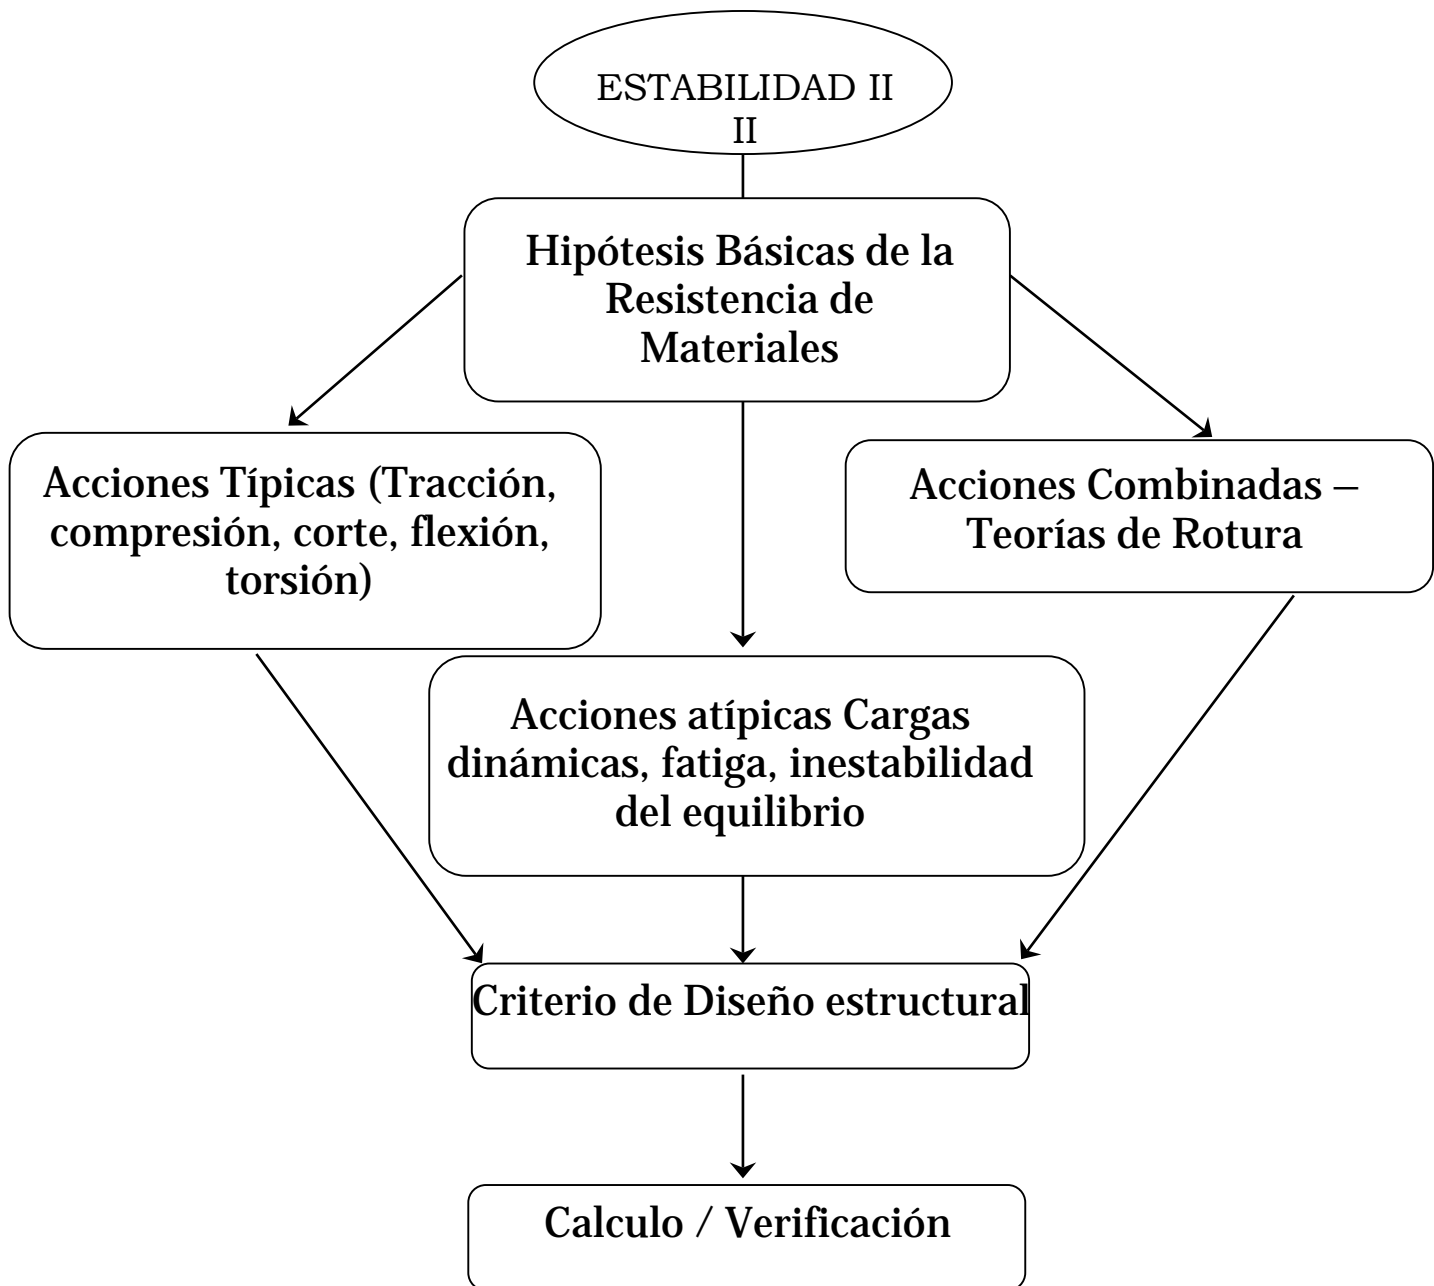 ESTABILIDAD II
II
Hipótesis Básicas de la
Resistencia de
Materiales
Acciones Típicas (Tracción,
compresión, corte, flexión,
torsión)
Acciones Combinadas –
Teorías de Rotura
Acciones atípicas Cargas
dinámicas, fatiga, inestabilidad
del equilibrio
Criterio de Diseño estructural
Calculo / Verificación